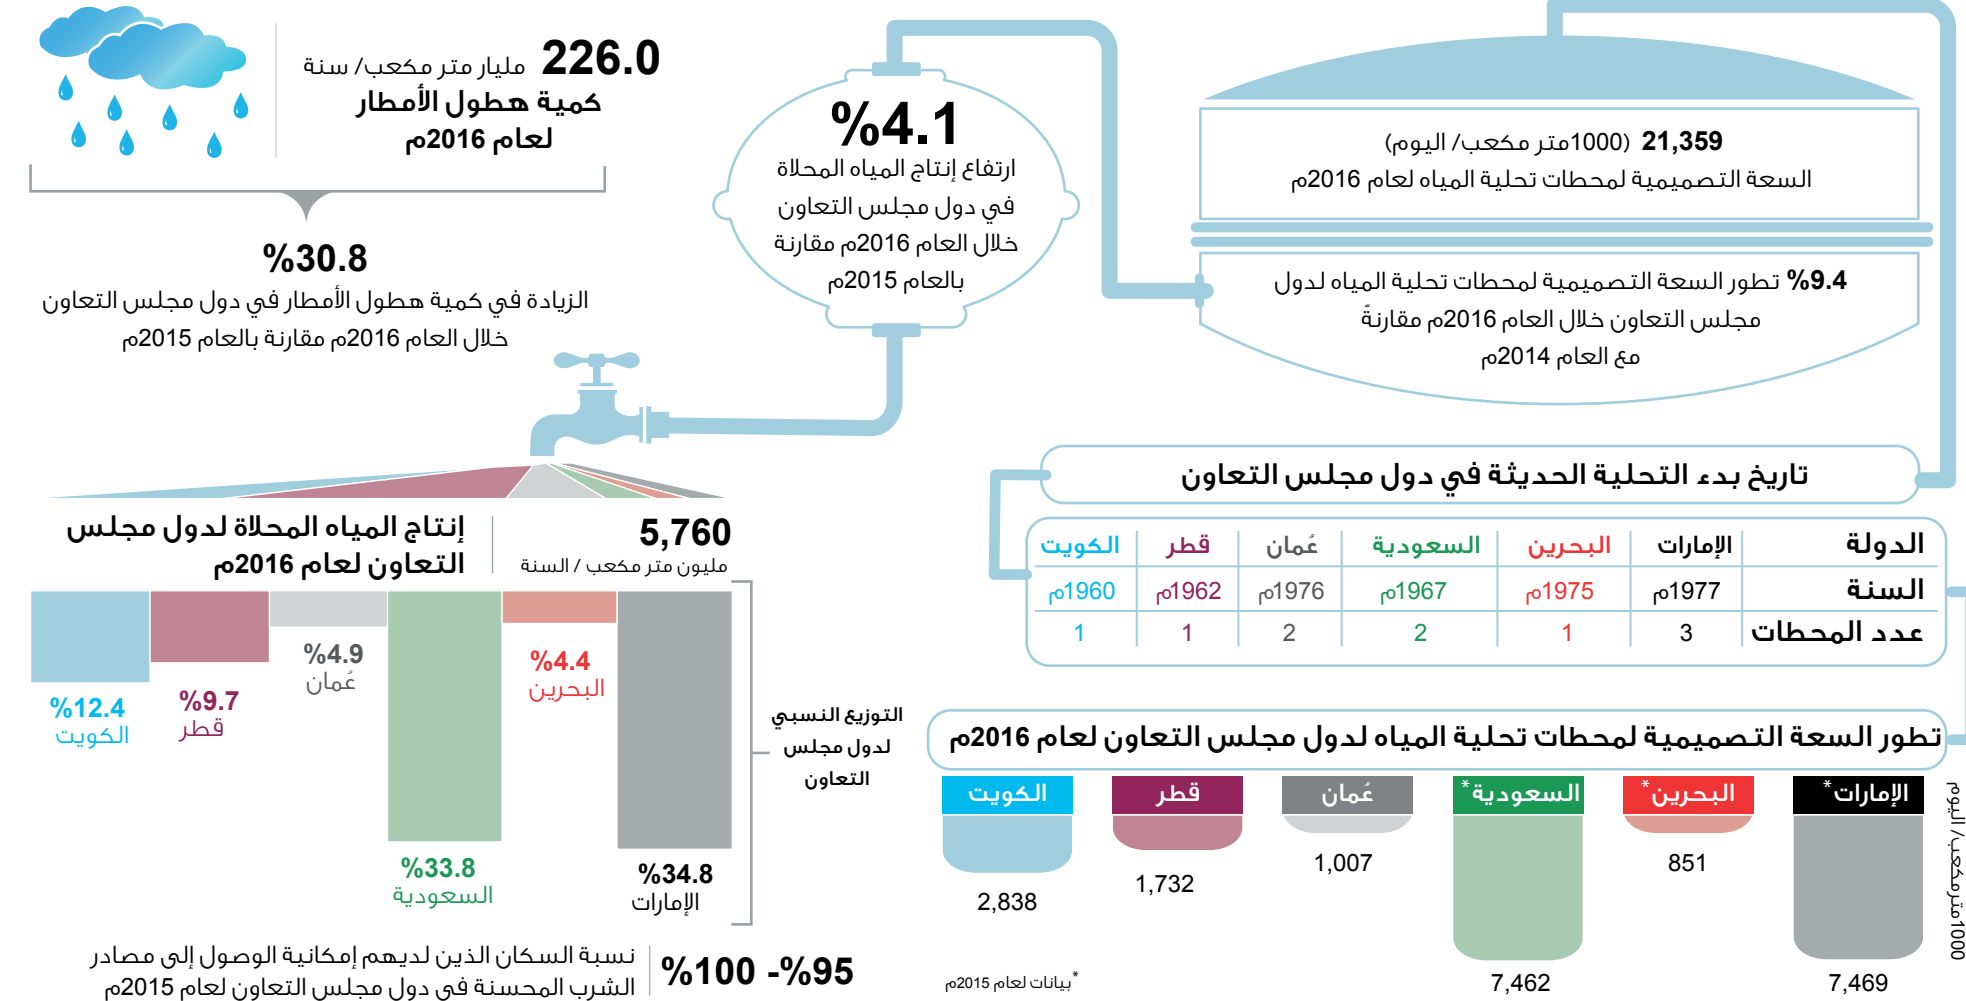 226.0 مليار متر مكعب/ سنة
كمية هطول الأمطار
لعام 2016م
%30.8
الزيادة في كمية هطول الأمطار في دول مجلس التعاون
خلال العام 2016م مقارنة بالعام 2015م
%4.1
ارتفاع إنتاج المياه المحلاة
في دول مجلس التعاون
خلال العام 2016م مقارنة
بالعام 2015م
21,359 (1000متر مكعب/ اليوم)
السعة التصميمية لمحطات تحلية المياه لعام 2016م
%9.4 تطور السعة التصميمية لمحطات تحلية المياه لدول
مجلس التعاون خلال العام 2016م مقارنةً
مع العام 2014م
تاريخ بدء التحلية الحديثة في دول مجلس التعاون
الدولة الإمارات البحرين السعودية عُمان قطر الكويت
السنة 1977م 1975م 1967م 1976م 1962م 1960م
عدد المحطات 3 1 2 2 1 1
5,760
مليون متر مكعب / السنة
إنتاج المياه المحلاة لدول مجلس
التعاون لعام 2016م
%34.8
الإمارات
%4.4
البحرين
%33.8
السعودية
%4.9
عُمان
%9.7
قطر
%12.4
الكويت
التوزيع النسبي
لدول مجلس
التعاون
تطور السعة التصميمية لمحطات تحلية المياه لدول مجلس التعاون لعام 2016م
1000مترمكعب/ اليوم
الإمارات* البحرين* السعودية* عُمان قطر الكويت
7,469 851 7,462 1,007 1,732 2,838
*بيانات لعام 2015م
%95 -%100
نسبة السكان الذين لديهم إمكانية الوصول إلى مصادر
الشرب المحسنة في دول مجلس التعاون لعام 2015م